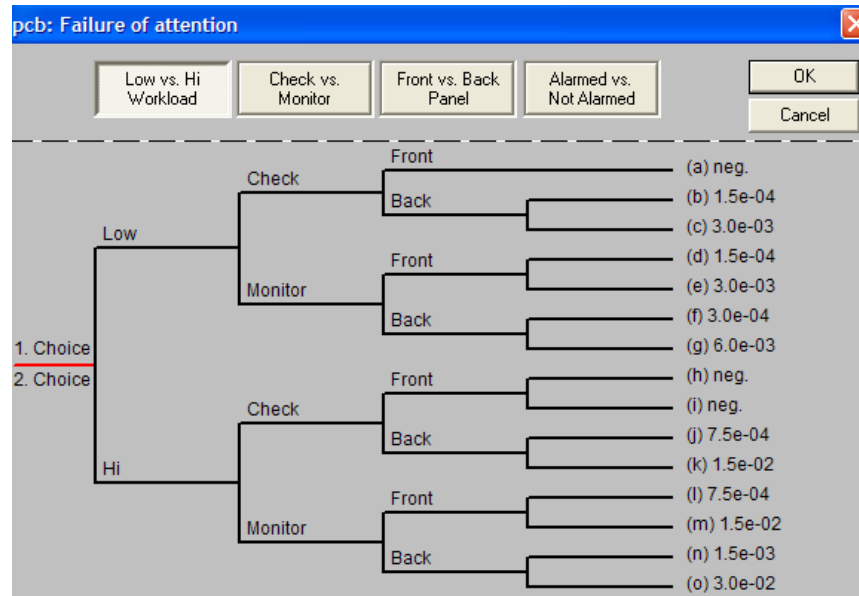 pcb: Failure of attention
Low vs. Hi
Workload
Check vs.
Monitor
Front vs. Back
Panel
Alarmed vs.
Not Alarmed
OK
Cancel
Front
(a) neg.
Check
Back
(b) 1.5e-04
(c) 3.0e-03
Low
Front
(d) 1.5e-04
(e) 3.0e-03
Monitor
Back
(f) 3.0e-04
(g) 6.0e-03
1. Choice
2. Choice
Front
(h) neg.
(i) neg.
Check
Back
(j) 7.5e-04
(k) 1.5e-02
Hi
Front
(l) 7.5e-04
(m) 1.5e-02
Monitor
Back
(n) 1.5e-03
(o) 3.0e-02